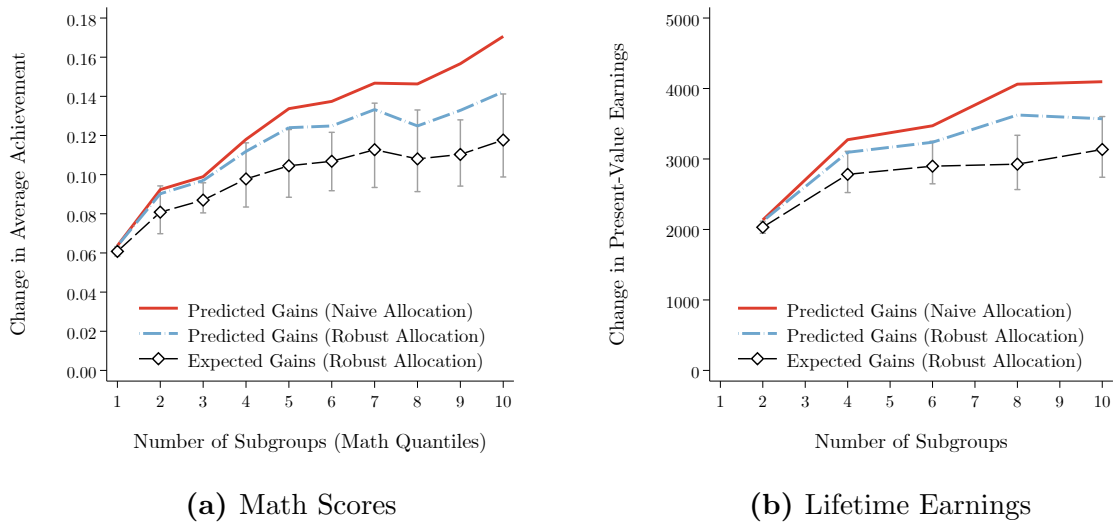 Change in Average Achievement
0.18
0.16
0.14
0.12
0.10
0.08
0.06
0.04
0.02
0.00
Predicted Gains (Naive Allocation)
Predicted Gains (Robust Allocation)
Expected Gains (Robust Allocation)
1 2 3 4 5 6 7 8 9 10
Number of Subgroups (Math Quantiles)
(a) Math Scores
Change in Present-Value Earnings
5000
4000
3000
2000
1000
0
Predicted Gains (Naive Allocation)
Predicted Gains (Robust Allocation)
Expected Gains (Robust Allocation)
1 2 3 4 5 6 7 8 9 10
Number of Subgroups
(b) Lifetime Earnings